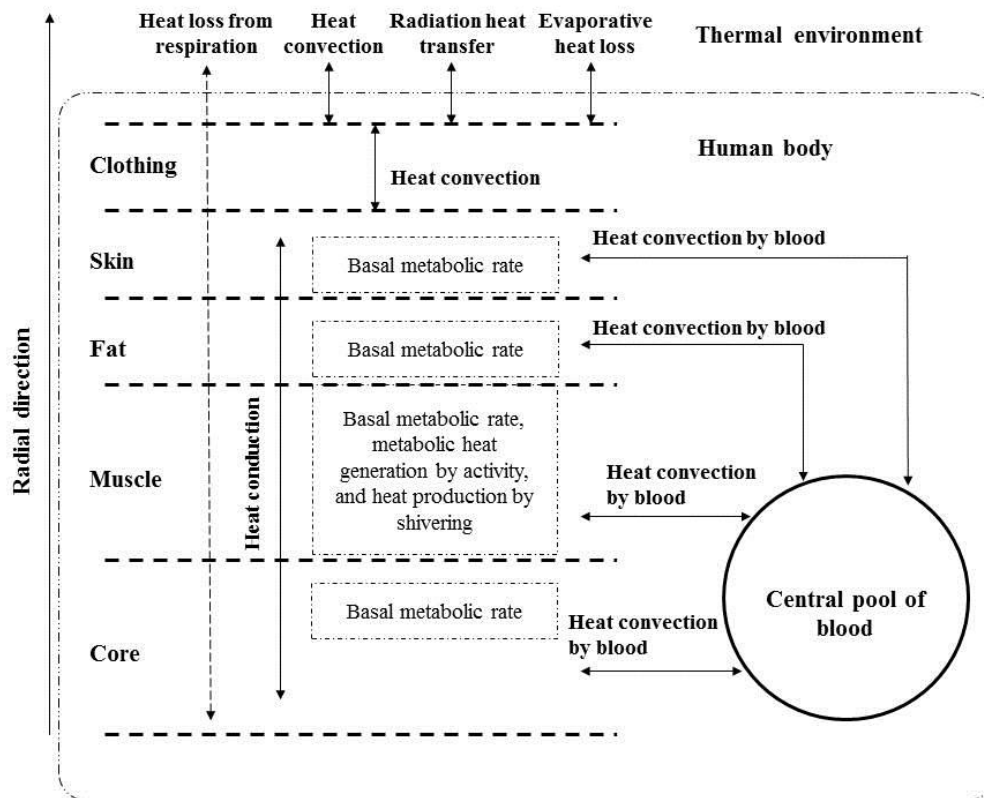 Heat loss from
respiration
Heat
convection
Radiation heat
transfer
Evaporative
heat loss
Thermal environment
Human body
Clothing
Heat convection
Heat convection by blood
Skin
Basal metabolic rate
Heat convection by blood
Fat
Basal metabolic rate
Radial direction
Heat conduction
Muscle
Basal metabolic rate,
metabolic heat
generation by activity,
and heat production by
shivering
Heat convection
by blood
Central pool of
blood
Basal metabolic rate
Heat convection
by blood
Core